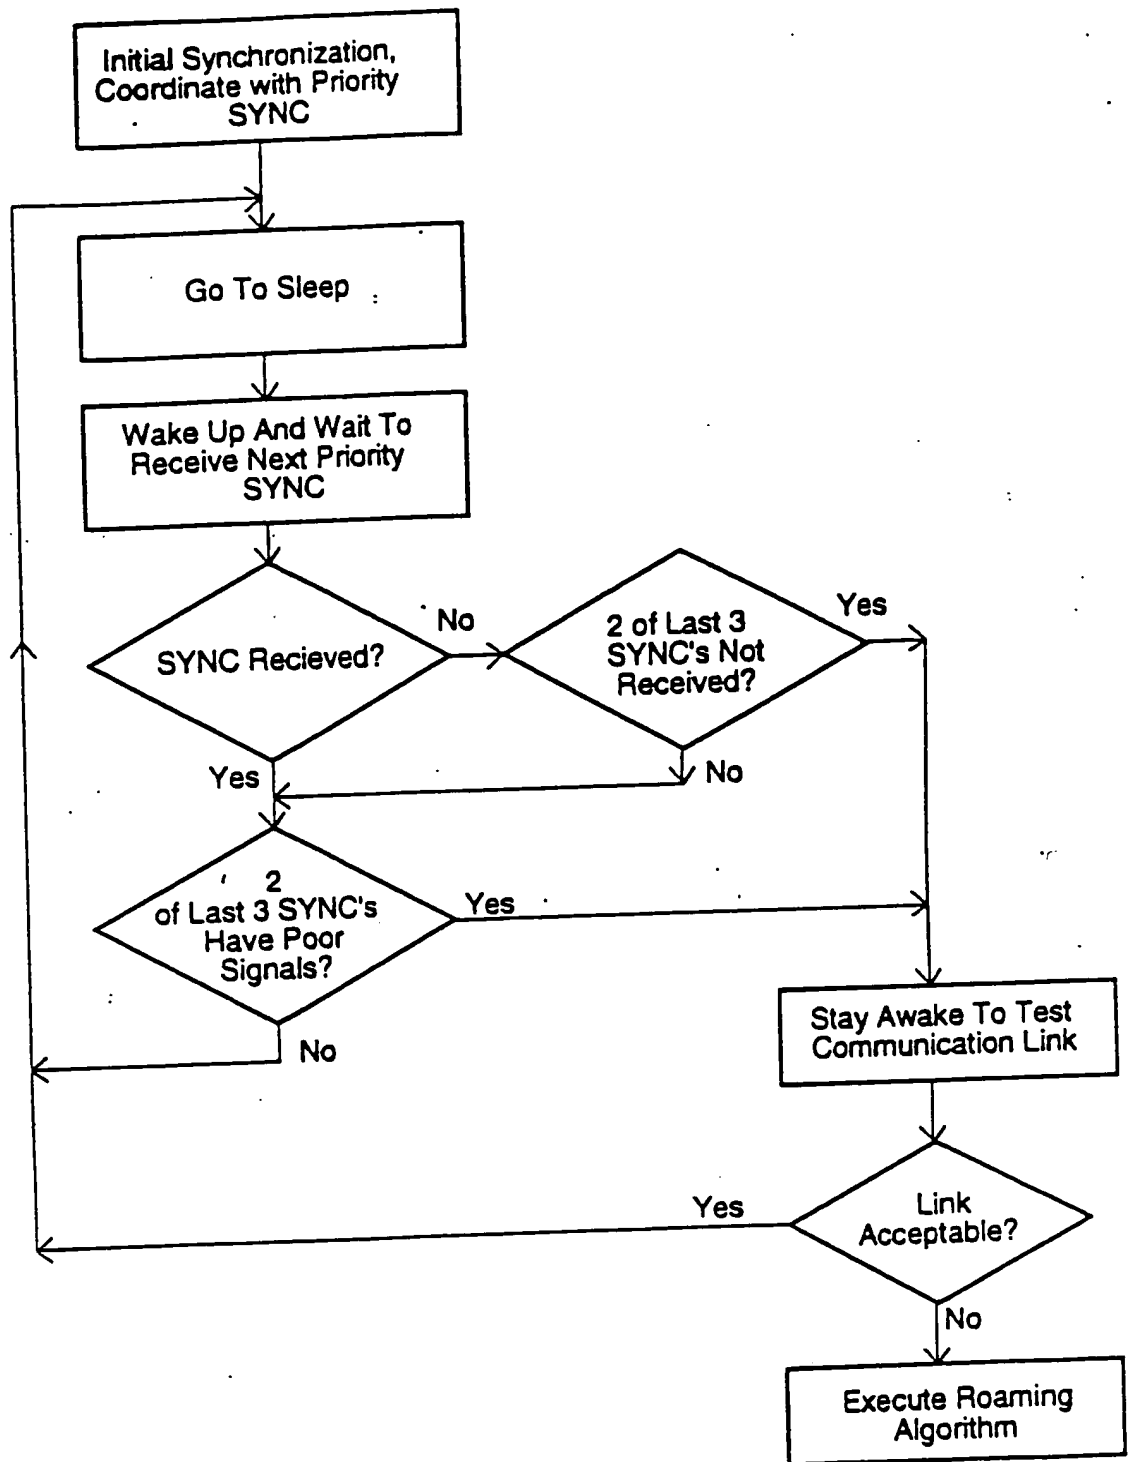 Initial Synchronization,
Coordinate with Priority
SYNC
Go To Sleep
Wake Up And Wait To
Receive Next Priority
SYNC
SYNC Recieved?
No
2 of Last 3
SYNC's Not
Received?
Yes
Yes
No
2
of Last 3 SYNC's
Have Poor
Signals?
Yes
No
Stay Awake To Test
Communication Link
Link
Acceptable?
Yes
No
Execute Roaming
Algorithm